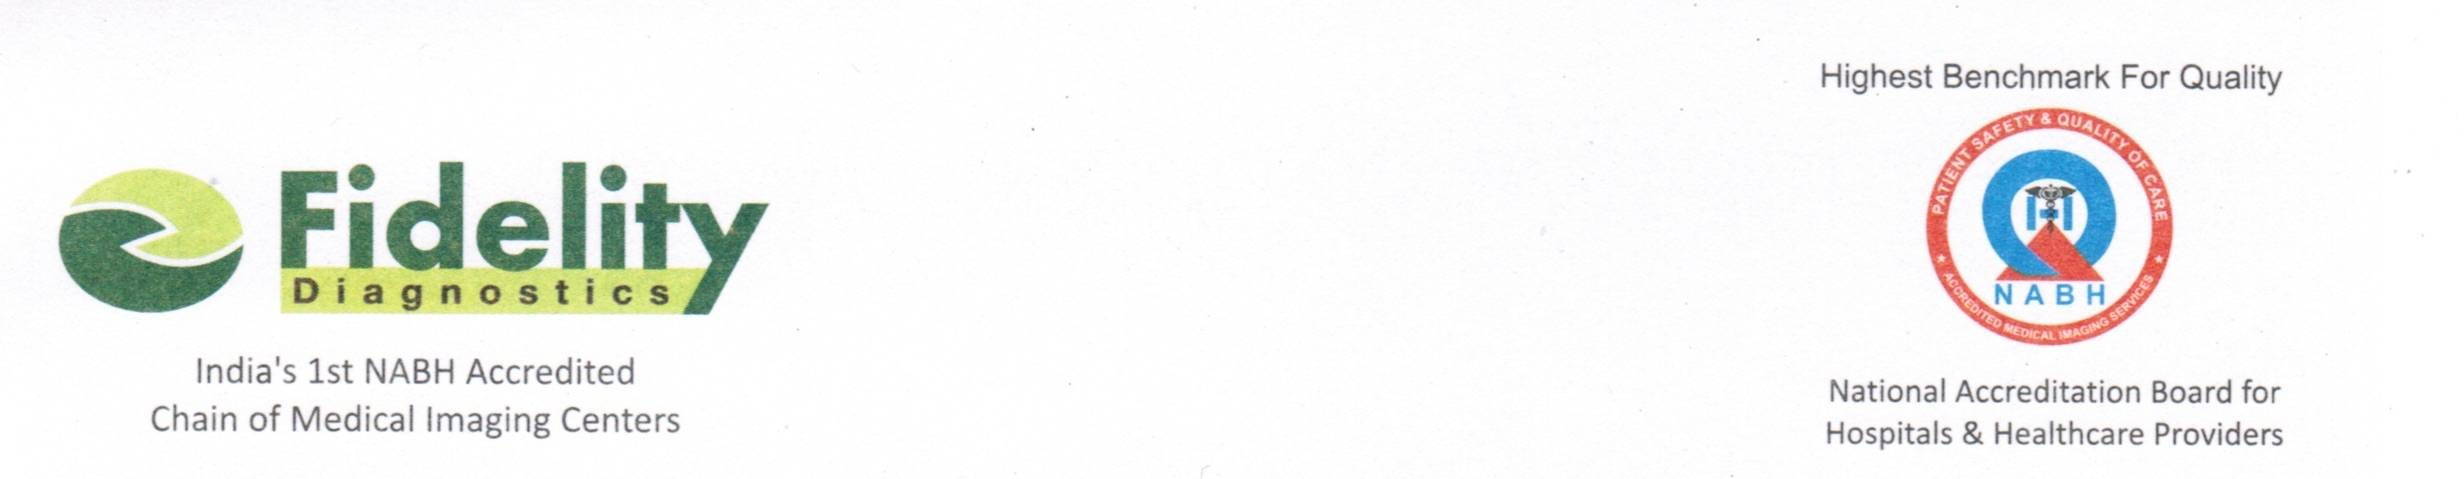 Fidelity
Diagnostics
India's 1st NABH Accredited
Chain of Medical Imaging Centers
Highest Benchmark For Quality
PATIENT SAFETY & QUALITY OF CARE
H
NABH
ACCREDITED MEDICAL IMAGING SERVICES
National Accreditation Board for
Hospitals & Healthcare Providers